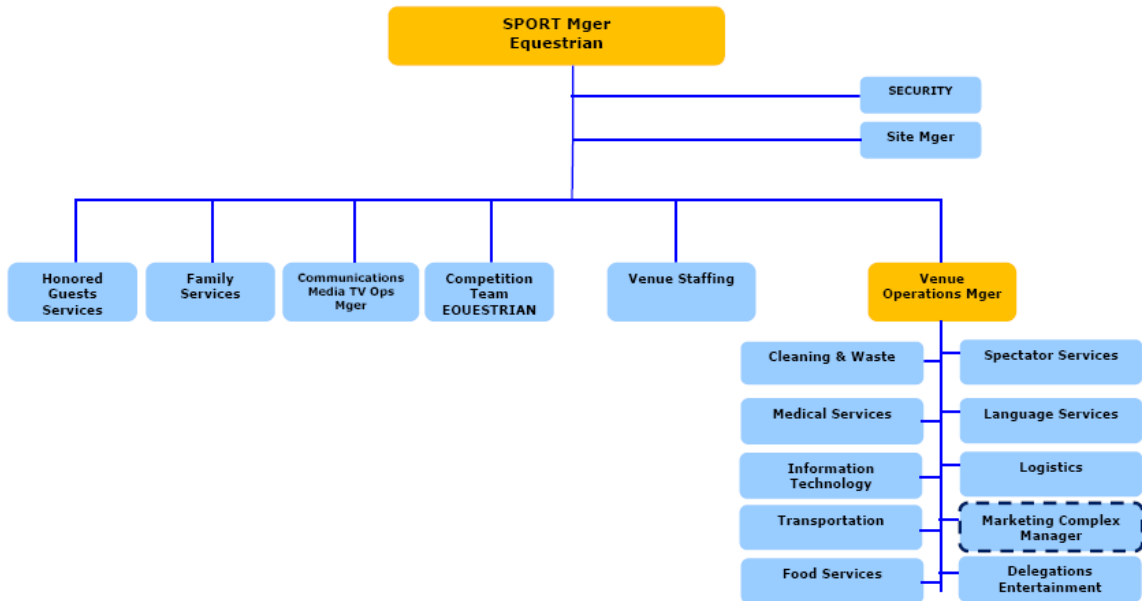 SPORT Mger
Equestrian
SECURITY
Site Mger
Honored
Guests
Services
Family
Services
Communications
Media TV Ops
Mger
Competition
Team
EOUESTRIAN
Venue Staffing
Venue
Operations Mger
Cleaning & Waste
Spectator Services
Medical Services
Language Services
Information
Technology
Logistics
Transportation
Marketing Complex
Manager
Food Services
Delegations
Entertainment